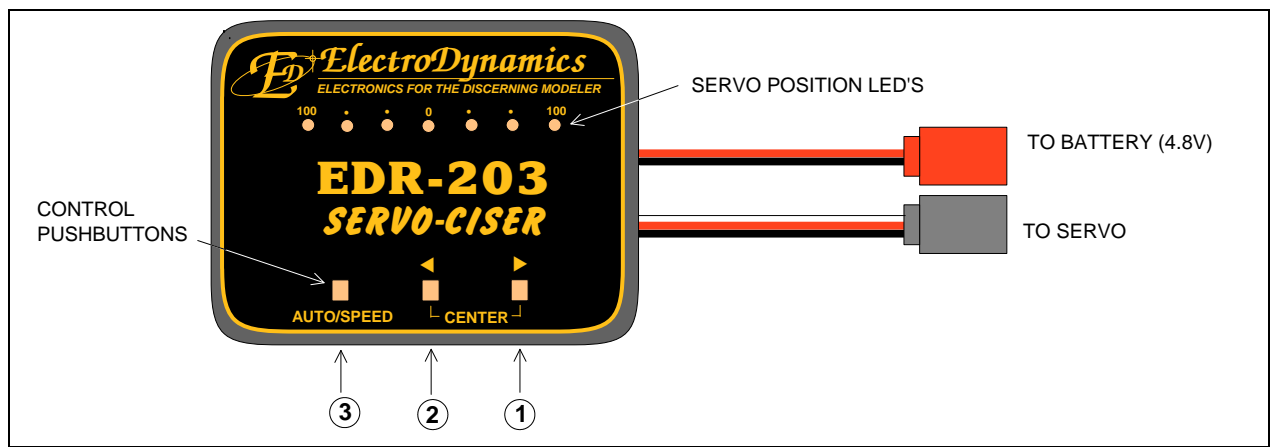 ED ElectroDynamics
ELECTRONICS FOR THE DISCERNING MODELER
100 • • 0 • • 100
SERVO POSITION LED'S
EDR-203
SERVO-CISER
TO BATTERY (4.8V)
TO SERVO
CONTROL
PUSHBUTTONS
◄ ►
AUTO/SPEED CENTER
3 2 1